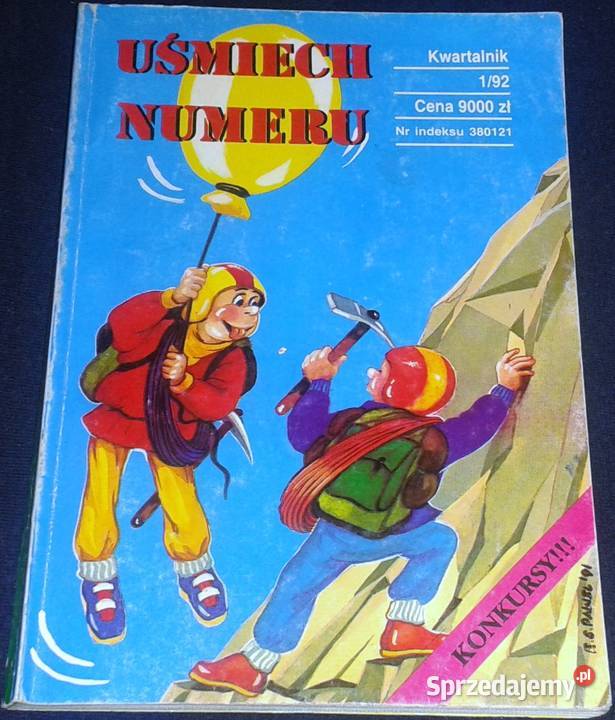 UŚMIECH
NUMERU
Kwartalnik
1/92
Cena 9000 zł
Nr indeksu 380121
KONKURSY!!!
Sprzedajemy.pl